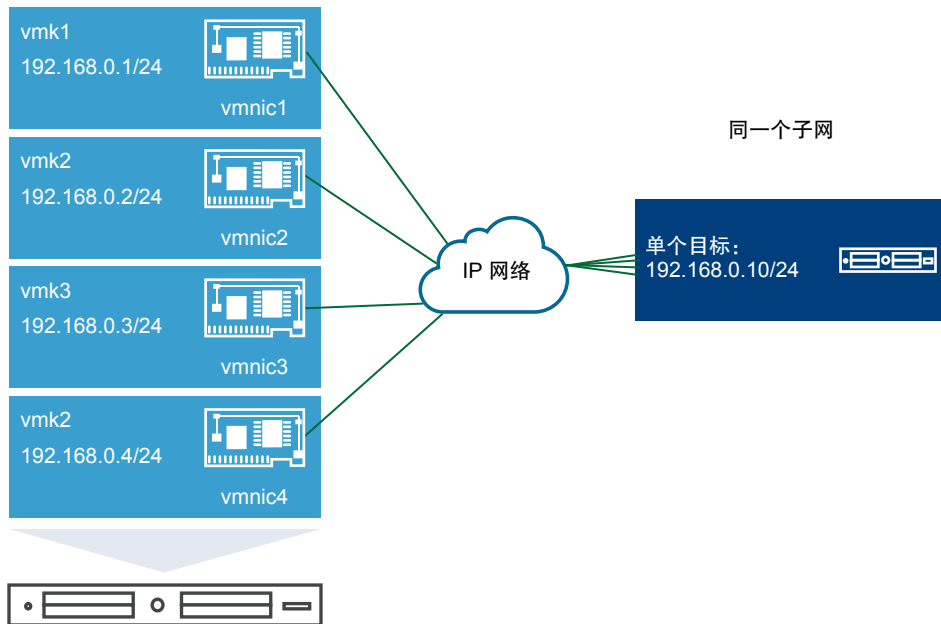 vmk1
192.168.0.1/24
vmnic1
vmk2
192.168.0.2/24
vmnic2
vmk3
192.168.0.3/24
vmnic3
vmk2
192.168.0.4/24
vmnic4
IP 网络
同一个子网
单个目标：
192.168.0.10/24